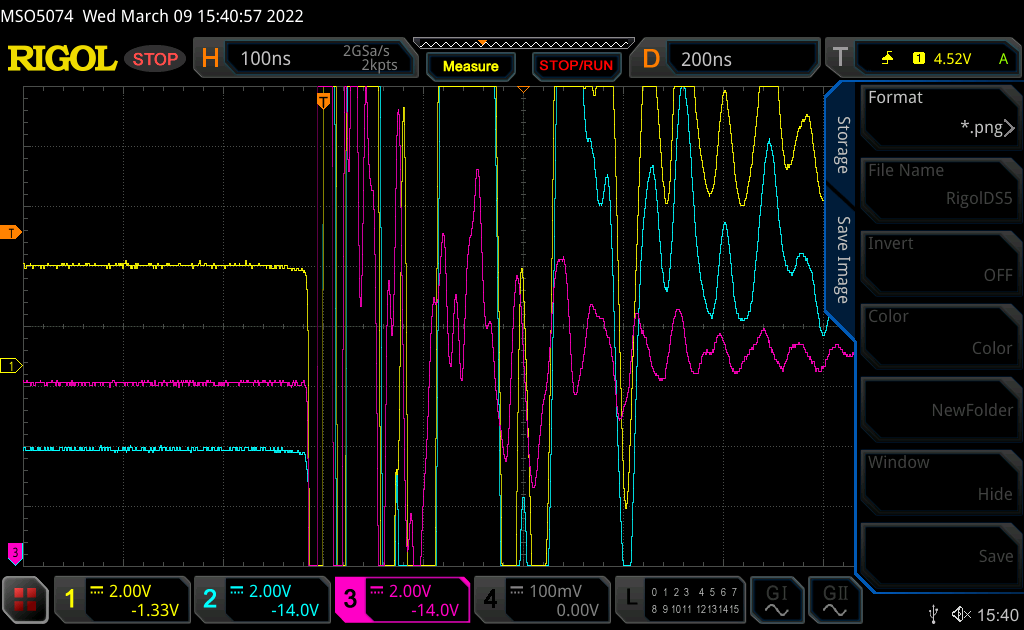 MSO5074 Wed March 09 15:40:57 2022
RIGOL STOP H 100ns 2GSa/s 2kpts Measure STOP/RUN D 200ns T 1 4.52V A
T
T
1
3
Storage
Save Image
Format
*.png
File Name
RigolDS5
Invert
OFF
Color
Color
NewFolder
Window
Hide
Save
1 2.00V -1.33V
2 2.00V -14.0V
3 2.00V -14.0V
4 100mV 0.00V
L 0 1 2 3 4 5 6 7
8 9 10 11 12 13 14 15
GI
GII
15:40